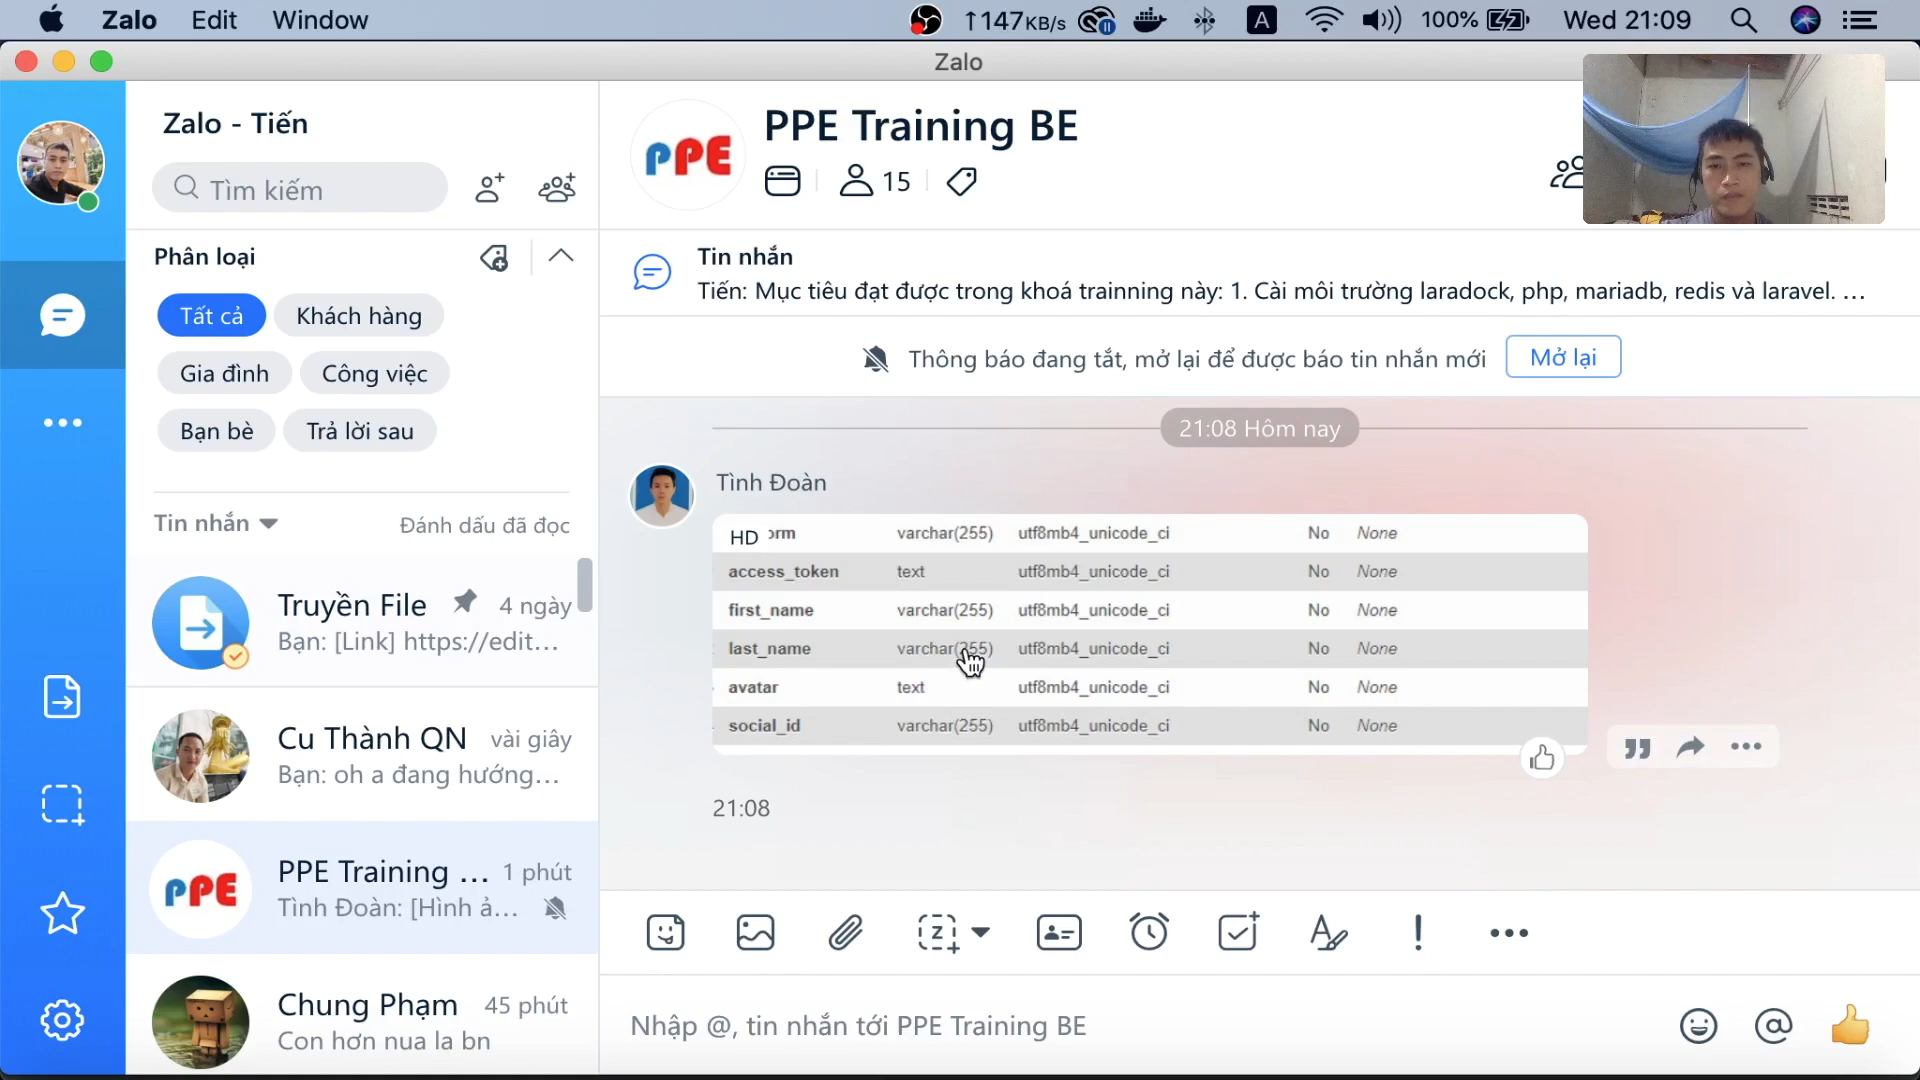 Zalo Edit Window 147KB/s A 100% Wed 21:09
Zalo
Zalo - Tiến
Tìm kiếm
Phân loại
Tất cả Khách hàng
Gia đình Công việc
Bạn bè Trả lời sau
Tin nhắn Đánh dấu đã đọc
Truyền File 4 ngày
Bạn: [Link] https://edit...
Cu Thành QN vài giây
Bạn: oh a đang hướng...
PPE
PPE Training ... 1 phút
Tình Đoàn: [Hình ả...
Chung Phạm 45 phút
Con hơn nua la bn
PPE
PPE Training BE
15
Tin nhắn
Tiến: Mục tiêu đạt được trong khoá trainning này: 1. Cài môi trường laradock, php, mariadb, redis và laravel. ...
Thông báo đang tắt, mở lại để được báo tin nhắn mới Mở lại
21:08 Hôm nay
Tình Đoàn
HD orm varchar(255) utf8mb4_unicode_ci No None
access_token text utf8mb4_unicode_ci No None
first_name varchar(255) utf8mb4_unicode_ci No None
last_name varchar(255) utf8mb4_unicode_ci No None
avatar text utf8mb4_unicode_ci No None
social_id varchar(255) utf8mb4_unicode_ci No None
21:08
Nhập @, tin nhắn tới PPE Training BE